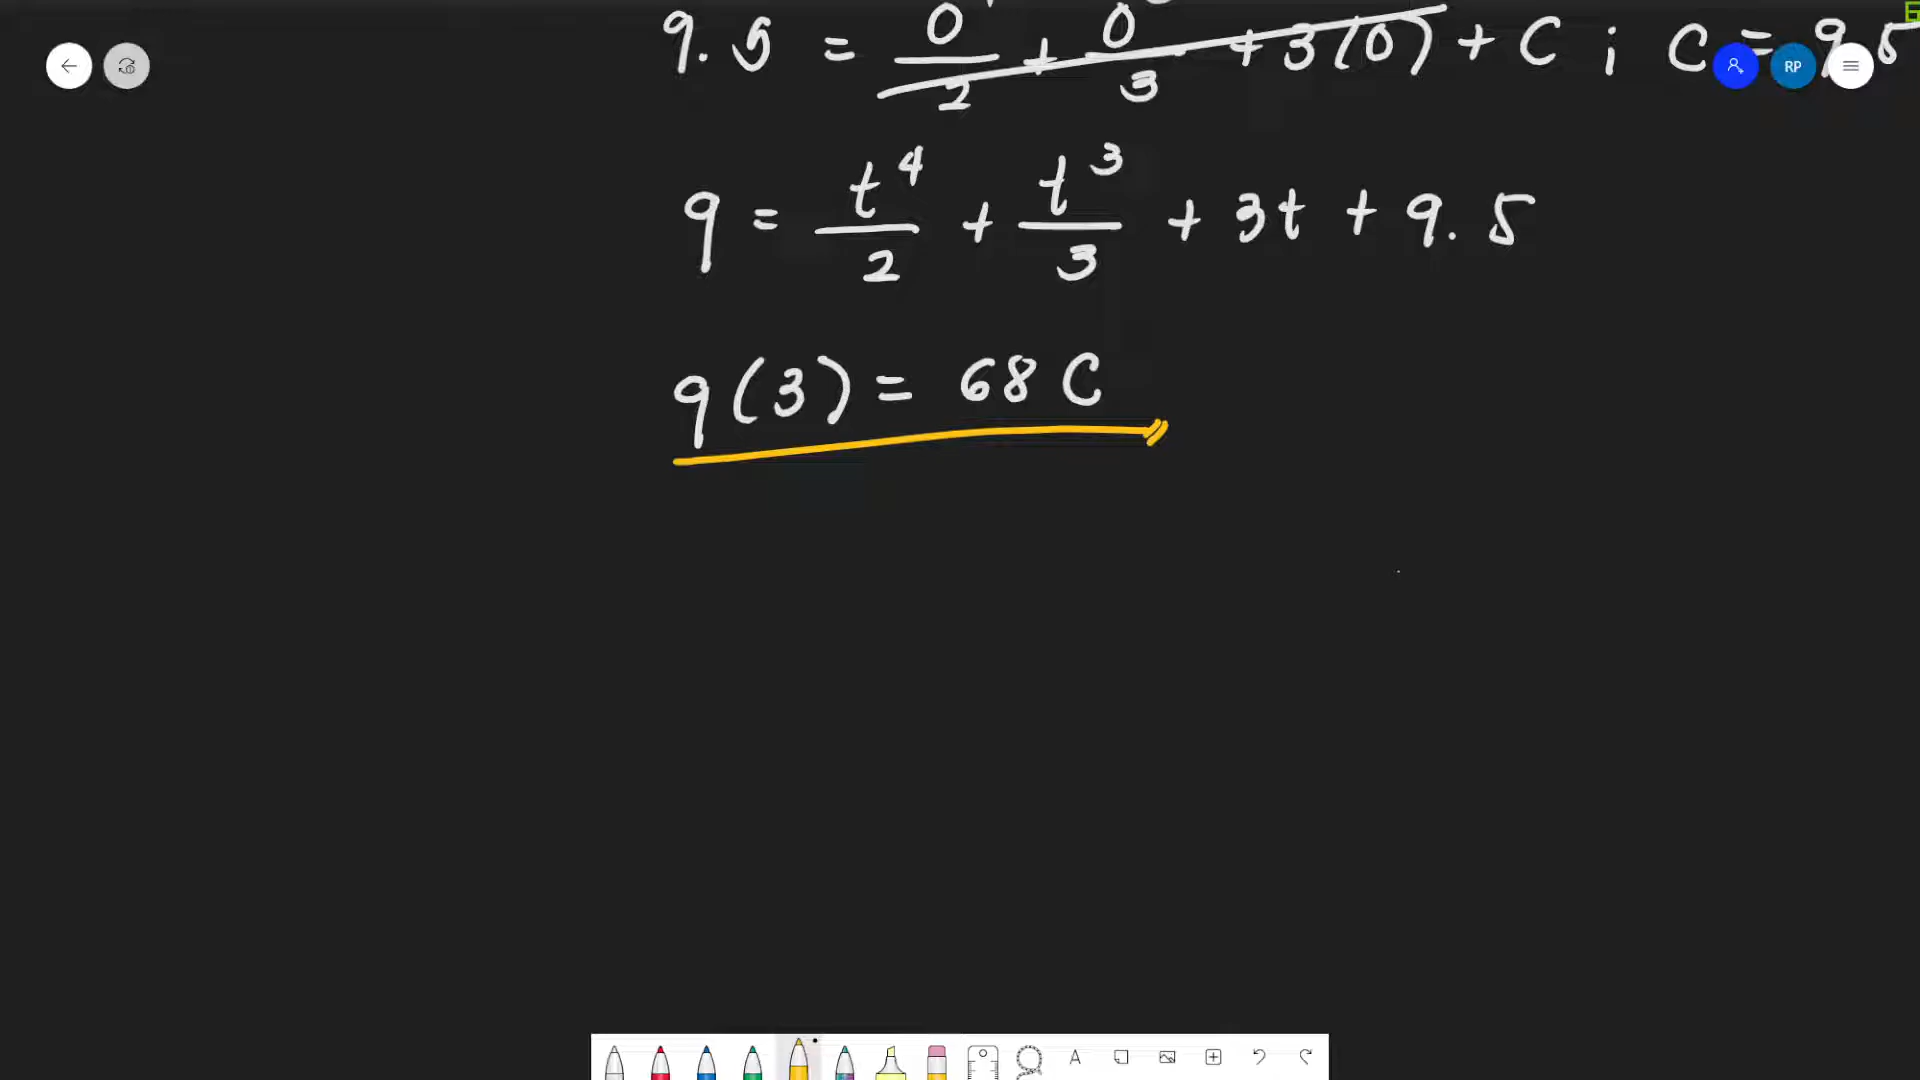 9.5 = 0/2 + 0/3 + 3(0) + C ; C = 9.5
RP
q = t⁴/2 + t³/3 + 3t + 9.5
q(3) = 68 C
A